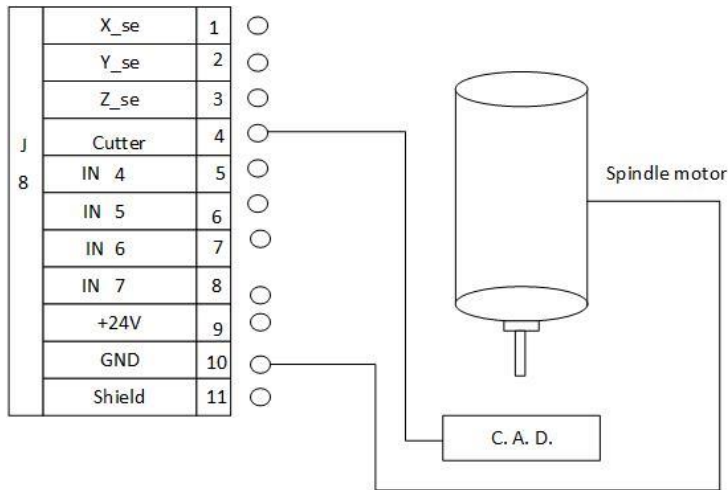 J
8
X_se 1
Y_se 2
Z_se 3
Cutter 4
IN 4 5
IN 5 6
IN 6 7
IN 7 8
+24V 9
GND 10
Shield 11
Spindle motor
C. A. D.